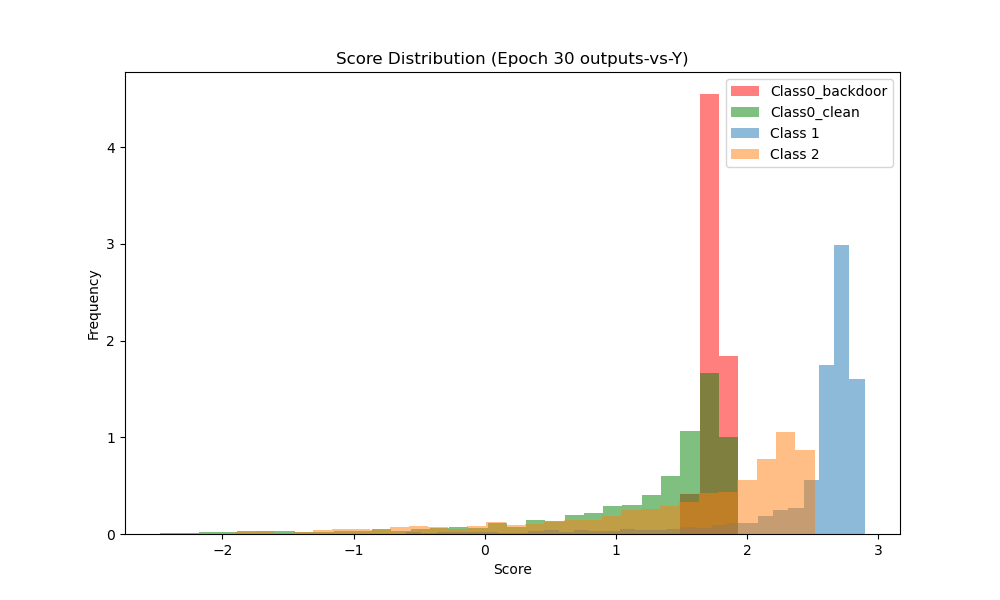 Score Distribution (Epoch 30 outputs-vs-Y)
Class0_backdoor
Class0_clean
Class 1
Class 2
Frequency
4
3
2
1
0
−2
−1
0
1
2
3
Score